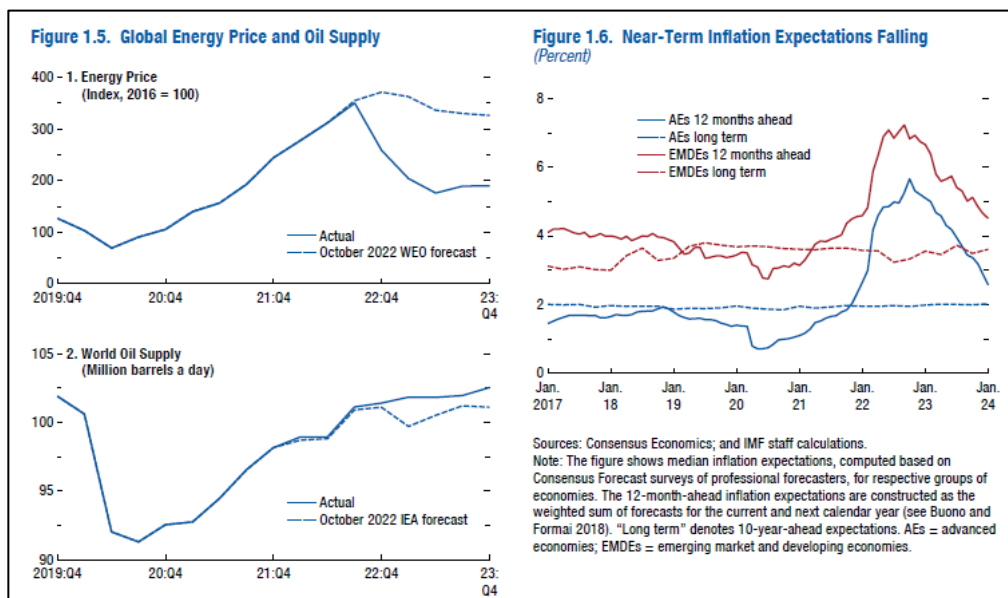 Figure 1.5. Global Energy Price and Oil Supply
400
1. Energy Price
(Index, 2016 = 100)
300
200
100
0
Actual
October 2022 WEO forecast
2019:Q4
20:Q4
21:Q4
22:Q4
23:
Q4
105
2. World Oil Supply
(Million barrels a day)
100
95
90
Actual
October 2022 IEA forecast
2019:Q4
20:Q4
21:Q4
22:Q4
23:
Q4
Figure 1.6. Near-Term Inflation Expectations Falling
(Percent)
8
6
4
2
0
AEs 12 months ahead
AEs long term
EMDEs 12 months ahead
EMDEs long term
Jan.
2017
Jan.
18
Jan.
19
Jan.
20
Jan.
21
Jan.
22
Jan.
23
Jan.
24
Sources: Consensus Economics; and IMF staff calculations.
Note: The figure shows median inflation expectations, computed based on
Consensus Forecast surveys of professional forecasters, for respective groups of
economies. The 12-month-ahead inflation expectations are constructed as the
weighted sum of forecasts for the current and next calendar year (see Buono and
Formai 2018). “Long term” denotes 10-year-ahead expectations. AEs = advanced
economies; EMDEs = emerging market and developing economies.